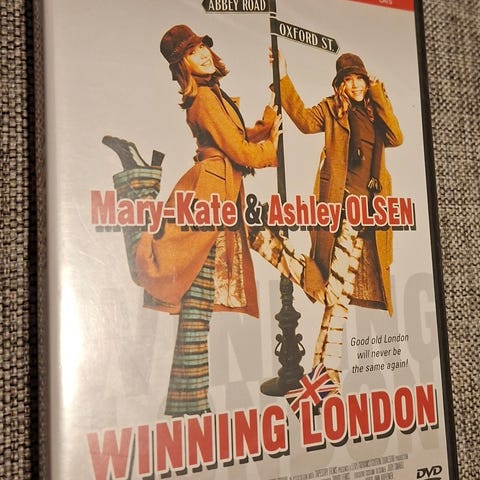 ABBEY ROAD
OXFORD ST.
Mary-Kate & Ashley OLSEN
Good old London
will never be
the same again!
WINNING LONDON
DVD